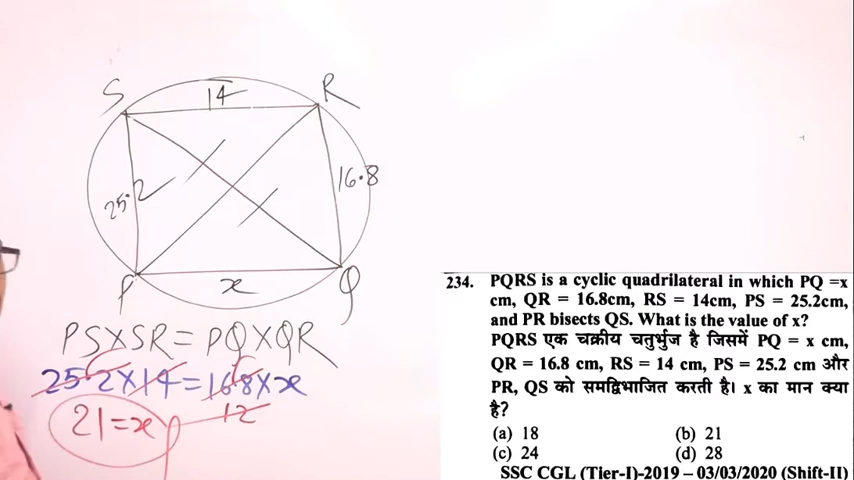 S
14
R
25.2
16.8
P
x
Q
PS×SR=PQ×QR
25.2×14=16.8×x
12
21=x
234. PQRS is a cyclic quadrilateral in which PQ =x
cm, QR = 16.8cm, RS = 14cm, PS = 25.2cm,
and PR bisects QS. What is the value of x?
PQRS एक चक्रीय चतुर्भुज है जिसमें PQ = x cm,
QR = 16.8 cm, RS = 14 cm, PS = 25.2 cm और
PR, QS को समद्विभाजित करती है। x का मान क्या
है?
(a) 18 (b) 21
(c) 24 (d) 28
SSC CGL (Tier-I)-2019 – 03/03/2020 (Shift-II)